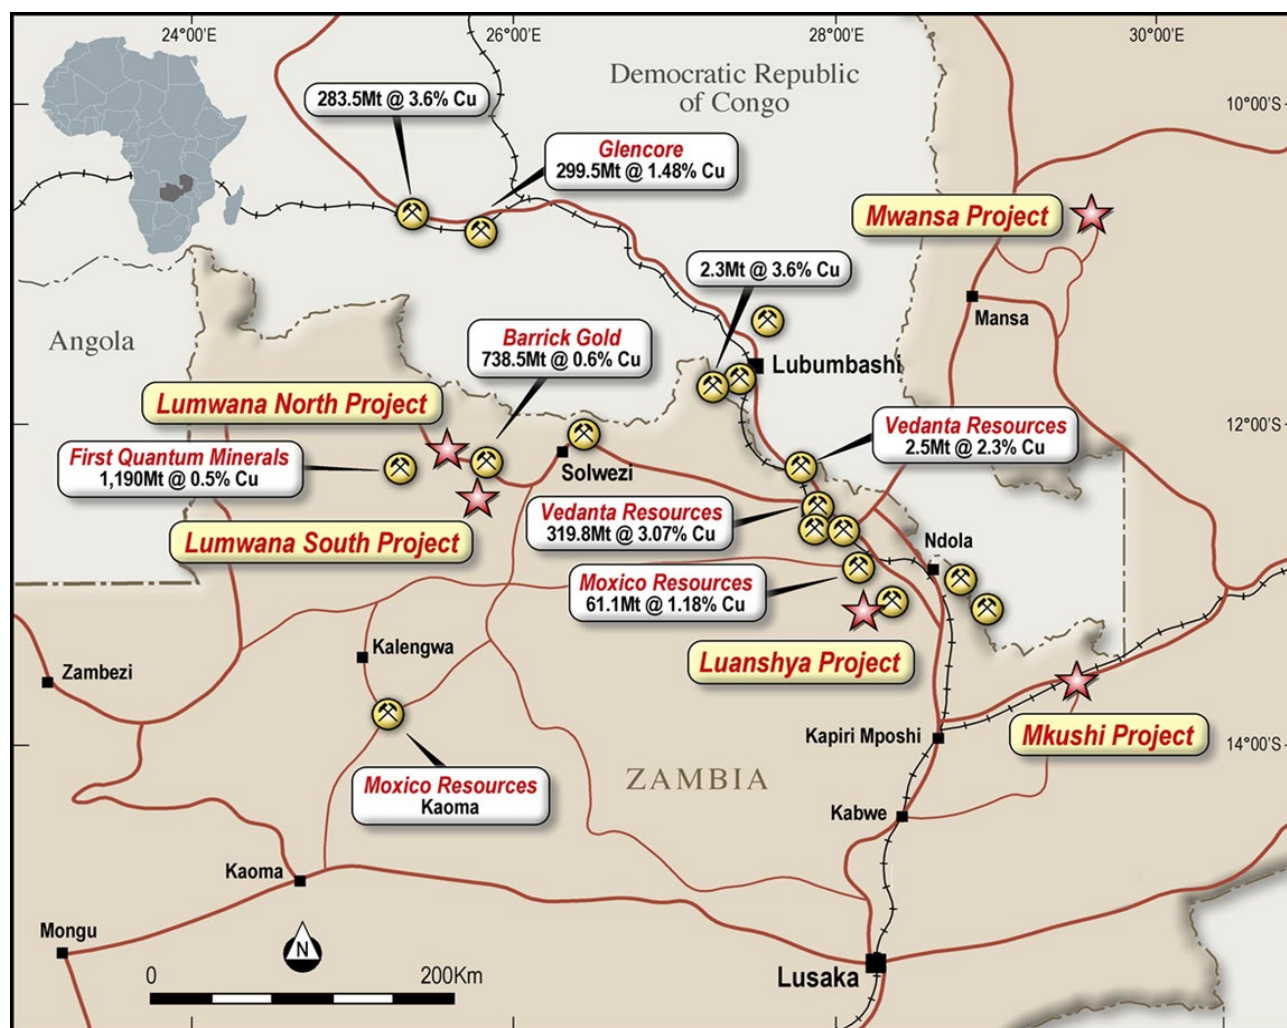 24°00'E
26°00'E
28°00'E
30°00'E
Democratic Republic
of Congo
10°00'S
283.5Mt @ 3.6% Cu
Glencore
299.5Mt @ 1.48% Cu
Mwansa Project
2.3Mt @ 3.6% Cu
Mansa
Angola
Barrick Gold
738.5Mt @ 0.6% Cu
Lubumbashi
Lumwana North Project
12°00'S
Vedanta Resources
2.5Mt @ 2.3% Cu
First Quantum Minerals
1,190Mt @ 0.5% Cu
Solwezi
Vedanta Resources
319.8Mt @ 3.07% Cu
Lumwana South Project
Ndola
Moxico Resources
61.1Mt @ 1.18% Cu
Kalengwa
Luanshya Project
Zambezi
Kapiri Mposhi
Mkushi Project
14°00'S
ZAMBIA
Moxico Resources
Kaoma
Kabwe
Kaoma
Mongu
N
0
200Km
Lusaka